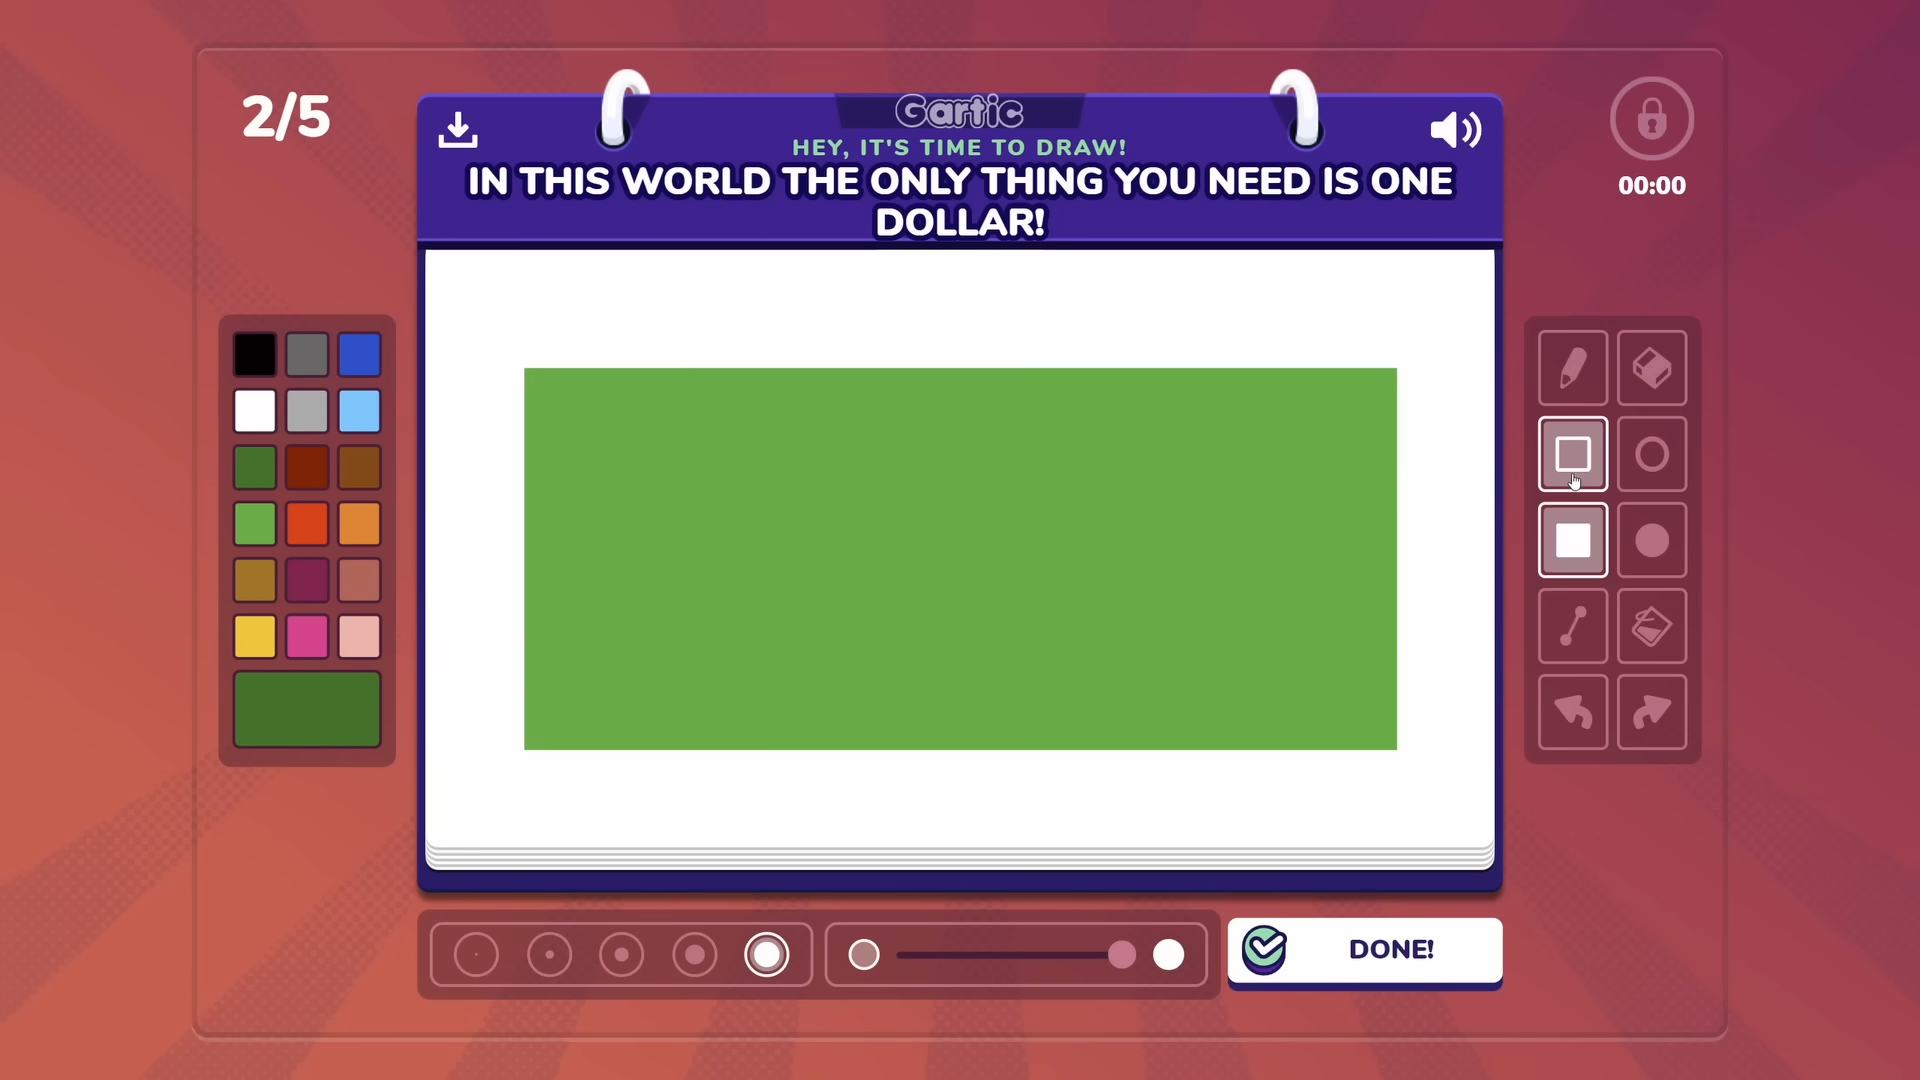 2/5
Gartic
HEY, IT'S TIME TO DRAW!
IN THIS WORLD THE ONLY THING YOU NEED IS ONE
DOLLAR!
00:00
DONE!